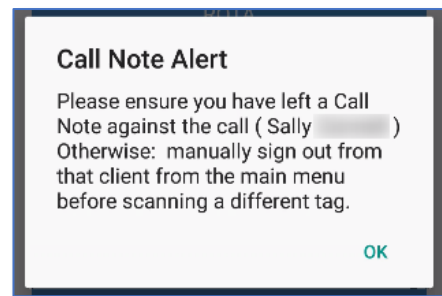 Call Note Alert
Please ensure you have left a Call
Note against the call ( Sally )
Otherwise: manually sign out from
that client from the main menu
before scanning a different tag.
OK